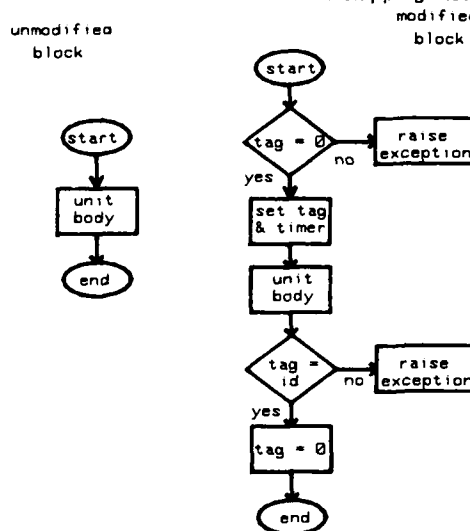 unmodified
block
start
unit
body
end
modified
block
start
tag = 0
no
raise
exception
yes
set tag
& timer
unit
body
tag =
id
no
raise
exception
yes
tag = 0
end